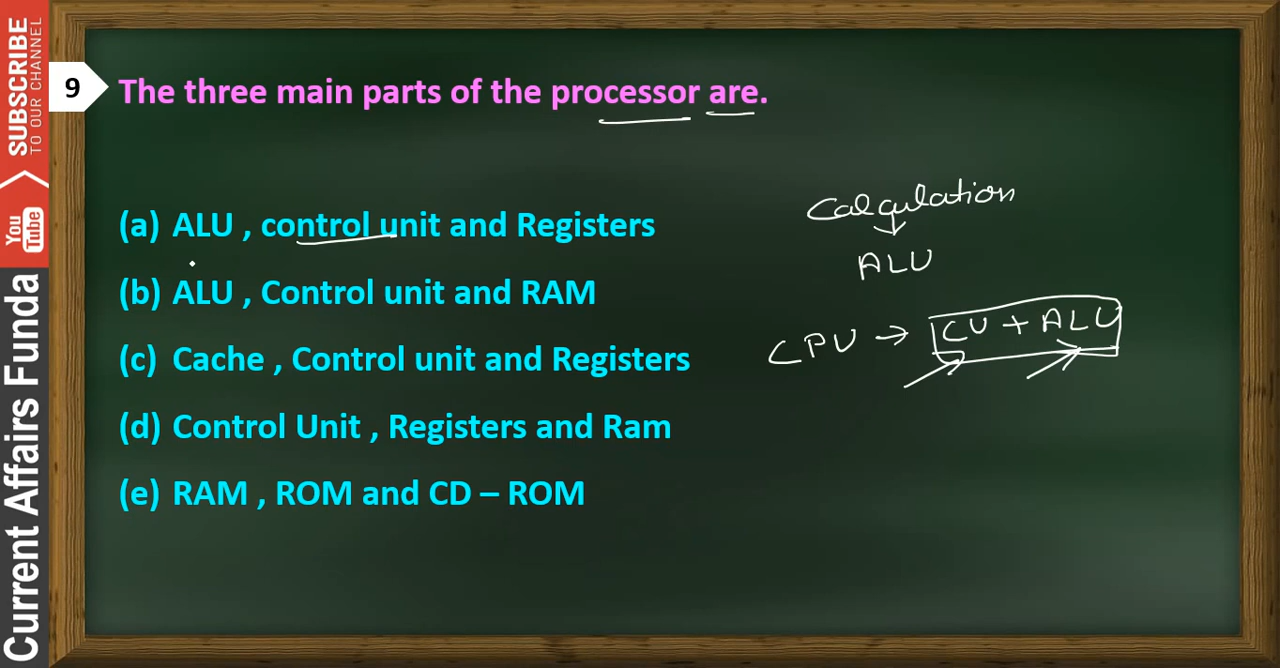 SUBSCRIBE
TO OUR CHANNEL
You
Tube
Current Affairs Funda
9
The three main parts of the processor are.
(a) ALU , control unit and Registers
(b) ALU , Control unit and RAM
(c) Cache , Control unit and Registers
(d) Control Unit , Registers and Ram
(e) RAM , ROM and CD – ROM
Calculation
ALU
CPU → CU + ALU